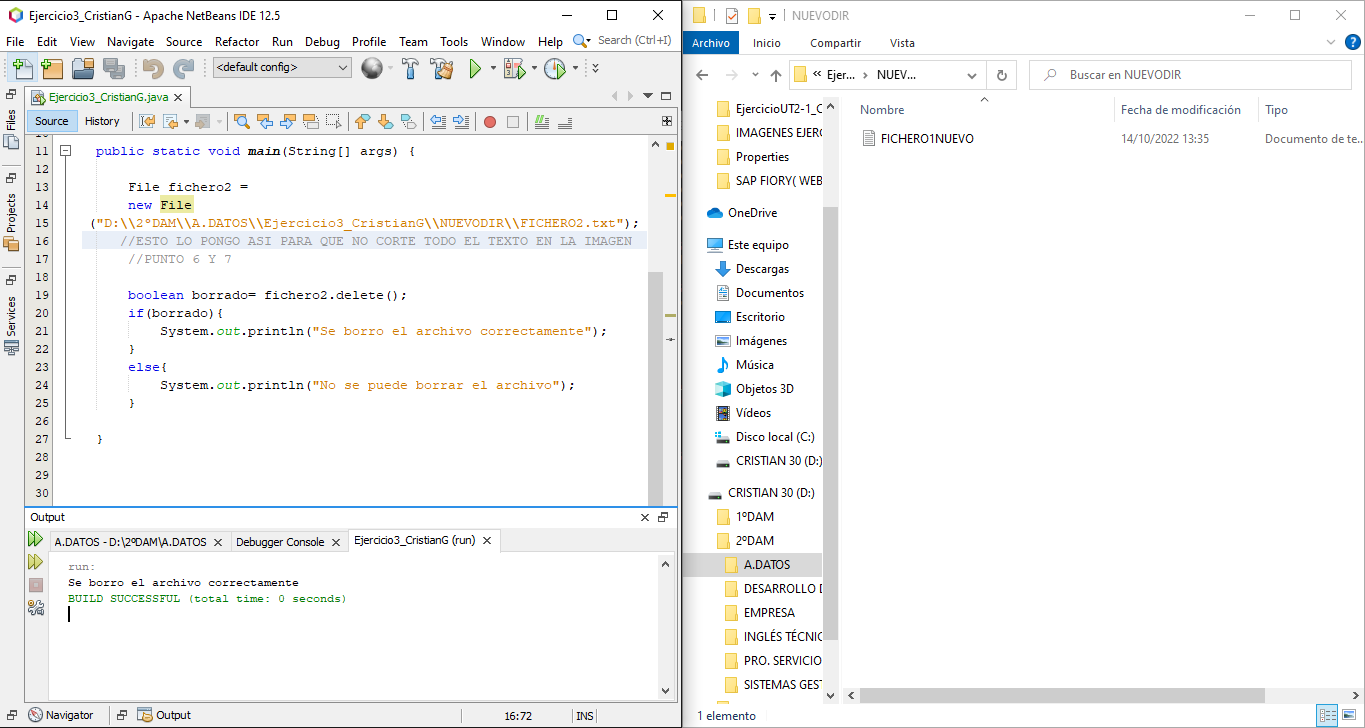 Ejercicio3_CristianG - Apache NetBeans IDE 12.5
File Edit View Navigate Source Refactor Run Debug Profile Team Tools Window Help Search (Ctrl+I)
<default config>
Files
Projects
Services
Ejercicio3_CristianG.java
Source History
11 public static void main(String[] args) {
12
13 File fichero2 =
14 new File
15 ("D:\\2ºDAM\\A.DATOS\\Ejercicio3_CristianG\\NUEVODIR\\FICHERO2.txt");
16 //ESTO LO PONGO ASI PARA QUE NO CORTE TODO EL TEXTO EN LA IMAGEN
17 //PUNTO 6 Y 7
18
19 boolean borrado= fichero2.delete();
20 if(borrado){
21 System.out.println("Se borro el archivo correctamente");
22 }
23 else{
24 System.out.println("No se puede borrar el archivo");
25 }
26
27 }
28
29
30
Output
A.DATOS - D:\2ºDAM\A.DATOS Debugger Console Ejercicio3_CristianG (run)
run:
Se borro el archivo correctamente
BUILD SUCCESSFUL (total time: 0 seconds)
Navigator Output 16:72 INS
NUEVODIR
Archivo Inicio Compartir Vista
« Ejer... NUEV... Buscar en NUEVODIR
EjercicioUT2-1_C
IMAGENES EJERC
Properties
SAP FIORY( WEB
OneDrive
Este equipo
Descargas
Documentos
Escritorio
Imágenes
Música
Objetos 3D
Vídeos
Disco local (C:)
CRISTIAN 30 (D:)
CRISTIAN 30 (D:)
1ºDAM
2ºDAM
A.DATOS
DESARROLLO D
EMPRESA
INGLÉS TÉCNIC
PRO. SERVICIO
SISTEMAS GEST
Nombre Fecha de modificación Tipo
FICHERO1NUEVO 14/10/2022 13:35 Documento de te...
1 elemento